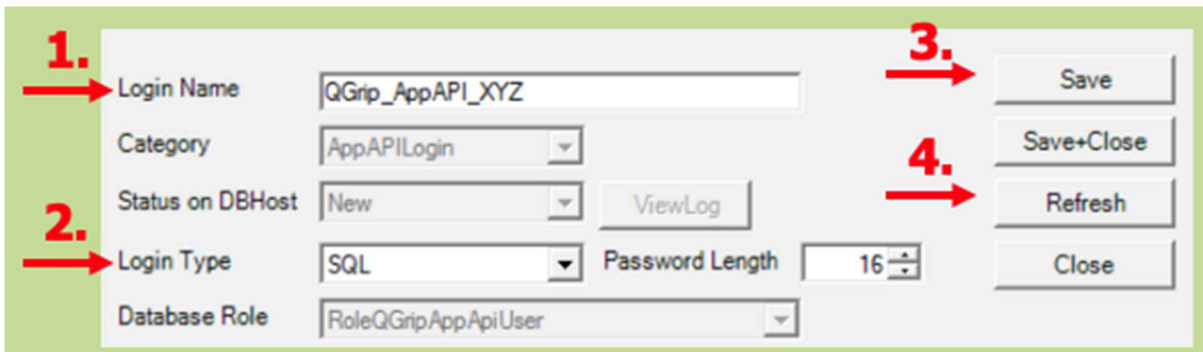 1.
Login Name QGrip_AppAPI_XYZ
3.
Save
Category AppAPILogin
Save+Close
Status on DBHost New ViewLog
4.
Refresh
2.
Login Type SQL Password Length 16
Close
Database Role RoleQGripAppApiUser